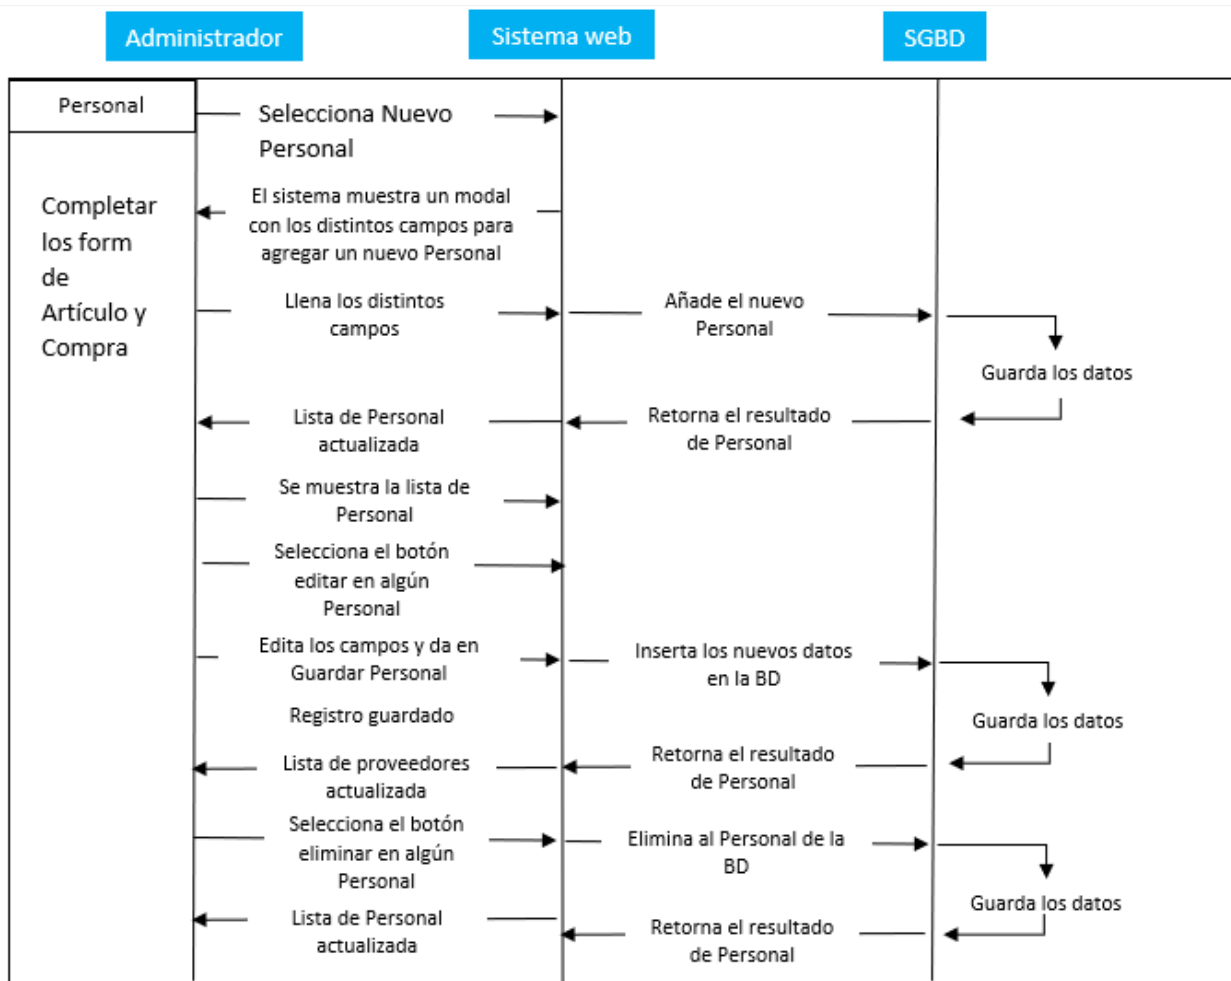 Administrador
Sistema web
SGBD
Personal
Selecciona Nuevo
Personal
Completar
los form
de
Artículo y
Compra
El sistema muestra un modal
con los distintos campos para
agregar un nuevo Personal
Llena los distintos
campos
Añade el nuevo
Personal
Guarda los datos
Lista de Personal
actualizada
Retorna el resultado
de Personal
Se muestra la lista de
Personal
Selecciona el botón
editar en algún
Personal
Edita los campos y da en
Guardar Personal
Inserta los nuevos datos
en la BD
Registro guardado
Guarda los datos
Lista de proveedores
actualizada
Retorna el resultado
de Personal
Selecciona el botón
eliminar en algún
Personal
Elimina al Personal de la
BD
Guarda los datos
Lista de Personal
actualizada
Retorna el resultado
de Personal